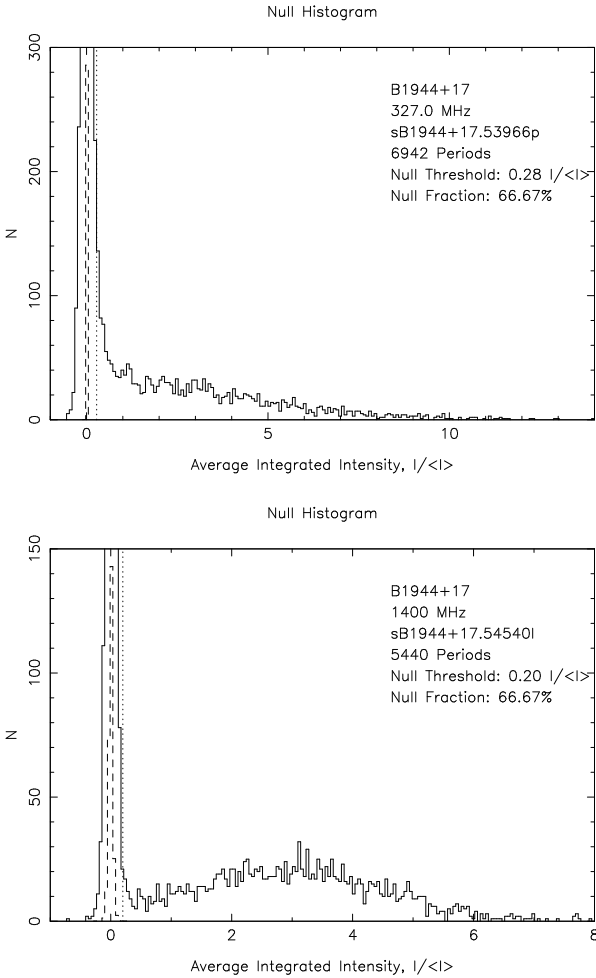 Null Histogram
300
200
100
0
N
B1944+17
327.0 MHz
sB1944+17.53966p
6942 Periods
Null Threshold: 0.28 I/<I>
Null Fraction: 66.67%
0 5 10
Average Integrated Intensity, I/<I>
Null Histogram
150
100
50
0
N
B1944+17
1400 MHz
sB1944+17.54540l
5440 Periods
Null Threshold: 0.20 I/<I>
Null Fraction: 66.67%
0 2 4 6 8
Average Integrated Intensity, I/<I>